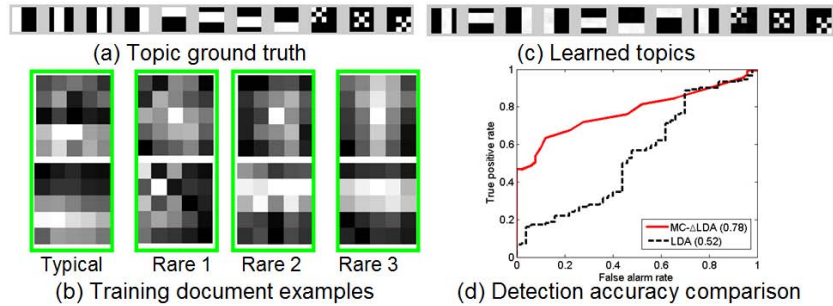 (a) Topic ground truth
(c) Learned topics
Typical
Rare 1
Rare 2
Rare 3
(b) Training document examples
True positive rate
1
0.8
0.6
0.4
0.2
0
0
0.2
0.4
0.6
0.8
1
False alarm rate
MC-ΔLDA (0.78)
LDA (0.52)
(d) Detection accuracy comparison